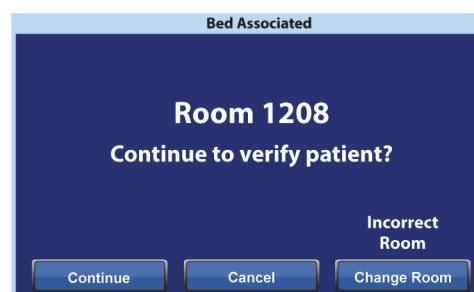 Bed Associated
Room 1208
Continue to verify patient?
Incorrect
Room
Continue Cancel Change Room